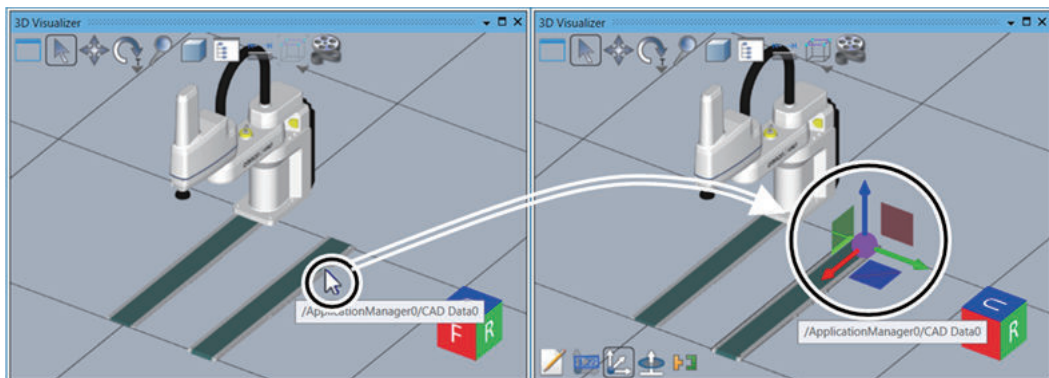 3D Visualizer
3D Visualizer
/ApplicationManager0/CAD Data0
F
R
/ApplicationManager0/CAD Data0
U
R